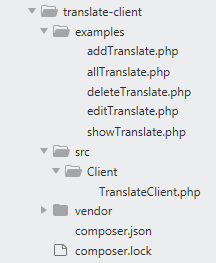 translate-client
examples
addTranslate.php
allTranslate.php
deleteTranslate.php
editTranslate.php
showTranslate.php
src
Client
TranslateClient.php
vendor
composer.json
composer.lock